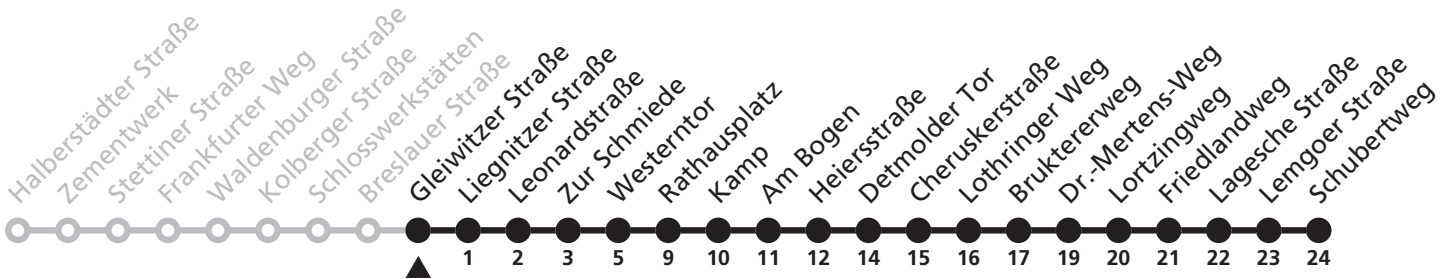 Halberstädter Straße
Zementwerk
Stettiner Straße
Frankfurter Weg
Waldenburger Straße
Kolberger Straße
Schlosswerkstätten
Breslauer Straße
Gleiwitzer Straße
Liegnitzer Straße
Leonardstraße
Zur Schmiede
Westerntor
Rathausplatz
Kamp
Am Bogen
Heiersstraße
Detmolder Tor
Cheruskerstraße
Lothringer Weg
Bruktererweg
Dr.-Mertens-Weg
Lortzingweg
Friedlandweg
Lagesche Straße
Lemgoer Straße
Schubertweg
1 2 3 5 9 10 11 12 14 15 16 17 19 20 21 22 23 24